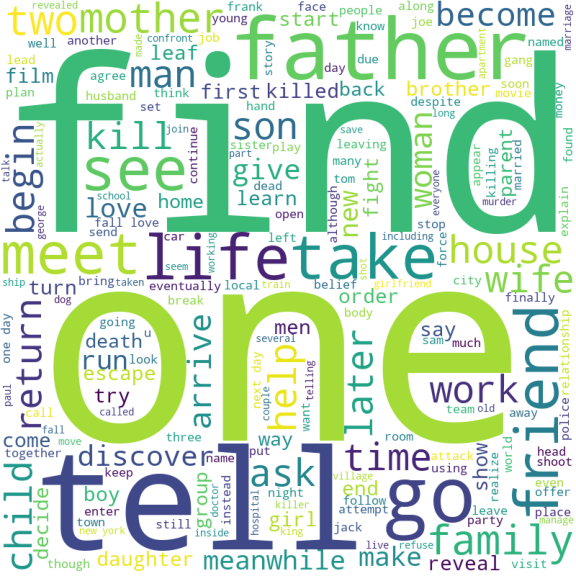 two
mother
father
frank
face
people
along
become
revealed
young
confront
job
know
joe
named
marriage
well
another
made
start
story
due
gang
apartment
lead
film
agree
leaf
man
day
brother
soon
movie
money
plan
husband
think
first
killed
back
despite
long
find
begin
talk
actually
george
kill
set
join
continue
son
hand
sister
play
save
part
leaving
many
woman
everyone
appear
killing
parent
married
murder
found
explain
see
give
dead
tom
fight
new
although
love
school
home
learn
open
fall love
send
stop
force
meet
life
car
left
working
take
including
house
wife
seem
shot
ship
turn
bring
taken
eventually
local
train
belief
girlfriend
city
dog
break
order
finally
one day
return
going
u
death
look
run
escape
arrive
men
several
body
say
sam
much
friend
relationship
police
paul
try
called
call
one
help
next day
couple
want
telling
later
work
team
old
away
come
fall
move
together
three
way
room
attack
using
show
realize
world
head
shoot
child
decide
discover
name
put
time
tell
ask
go
keep
boy
enter
town
still
group
instead
doctor
hospital
night
killer
king
village
end
follow
attempt
girl
jack
leave
party
even
offer
place
manage
new york
inside
live
refuse
family
though
daughter
meanwhile
make
reveal
visit